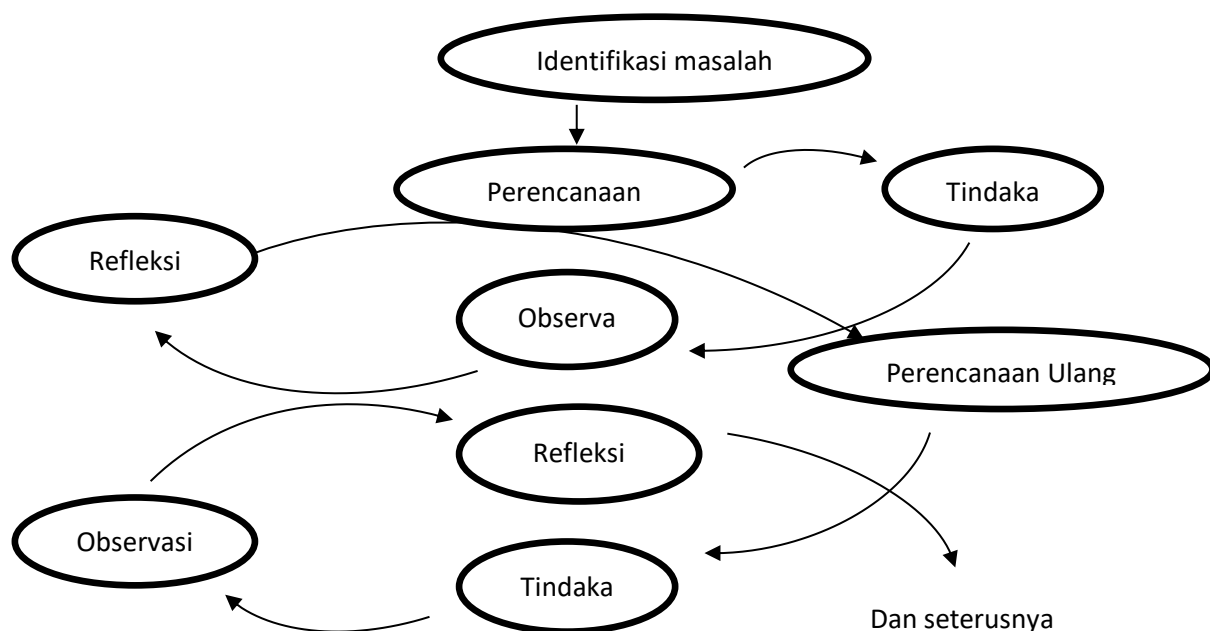 Identifikasi masalah
Perencanaan
Tindaka
Refleksi
Observa
Perencanaan Ulang
Refleksi
Observasi
Tindaka
Dan seterusnya